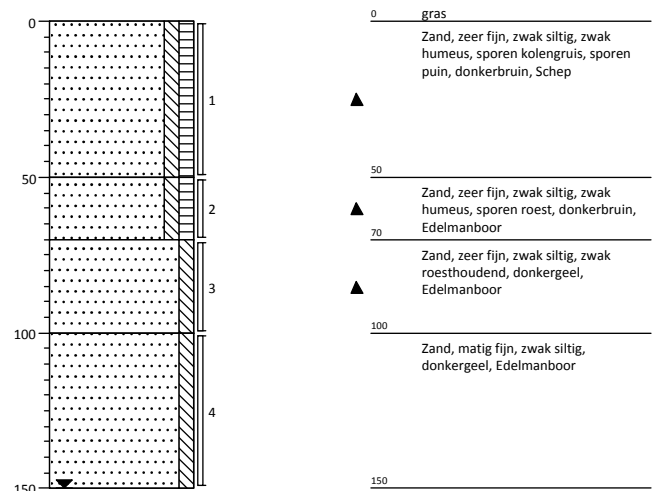 0
50
100
150
1
2
3
4
0
gras
Zand, zeer fijn, zwak siltig, zwak
humeus, sporen kolengruis, sporen
puin, donkerbruin, Schep
50
Zand, zeer fijn, zwak siltig, zwak
humeus, sporen roest, donkerbruin,
Edelmanboor
70
Zand, zeer fijn, zwak siltig, zwak
roesthoudend, donkergeel,
Edelmanboor
100
Zand, matig fijn, zwak siltig,
donkergeel, Edelmanboor
150